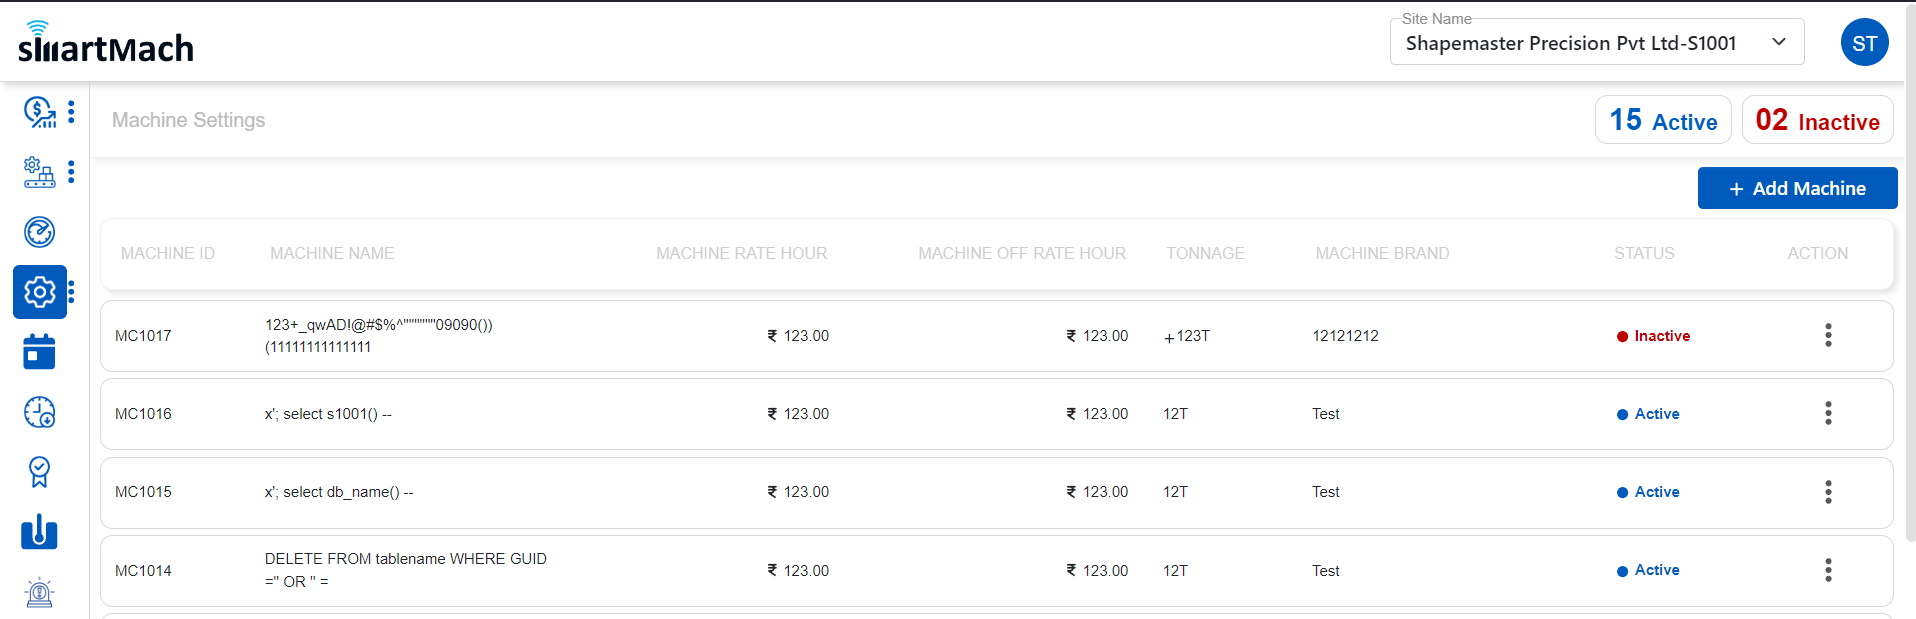 smartMach
Site Name
Shapemaster Precision Pvt Ltd-S1001
ST
Machine Settings
15 Active
02 Inactive
+ Add Machine
MACHINE ID MACHINE NAME MACHINE RATE HOUR MACHINE OFF RATE HOUR TONNAGE MACHINE BRAND STATUS ACTION
MC1017 123+_qwAD!@#$%^""""""09090()) ₹ 123.00 ₹ 123.00 +123T 12121212 Inactive
(11111111111111
MC1016 x'; select s1001() -- ₹ 123.00 ₹ 123.00 12T Test Active
MC1015 x'; select db_name() -- ₹ 123.00 ₹ 123.00 12T Test Active
MC1014 DELETE FROM tablename WHERE GUID ₹ 123.00 ₹ 123.00 12T Test Active
='' OR '' =